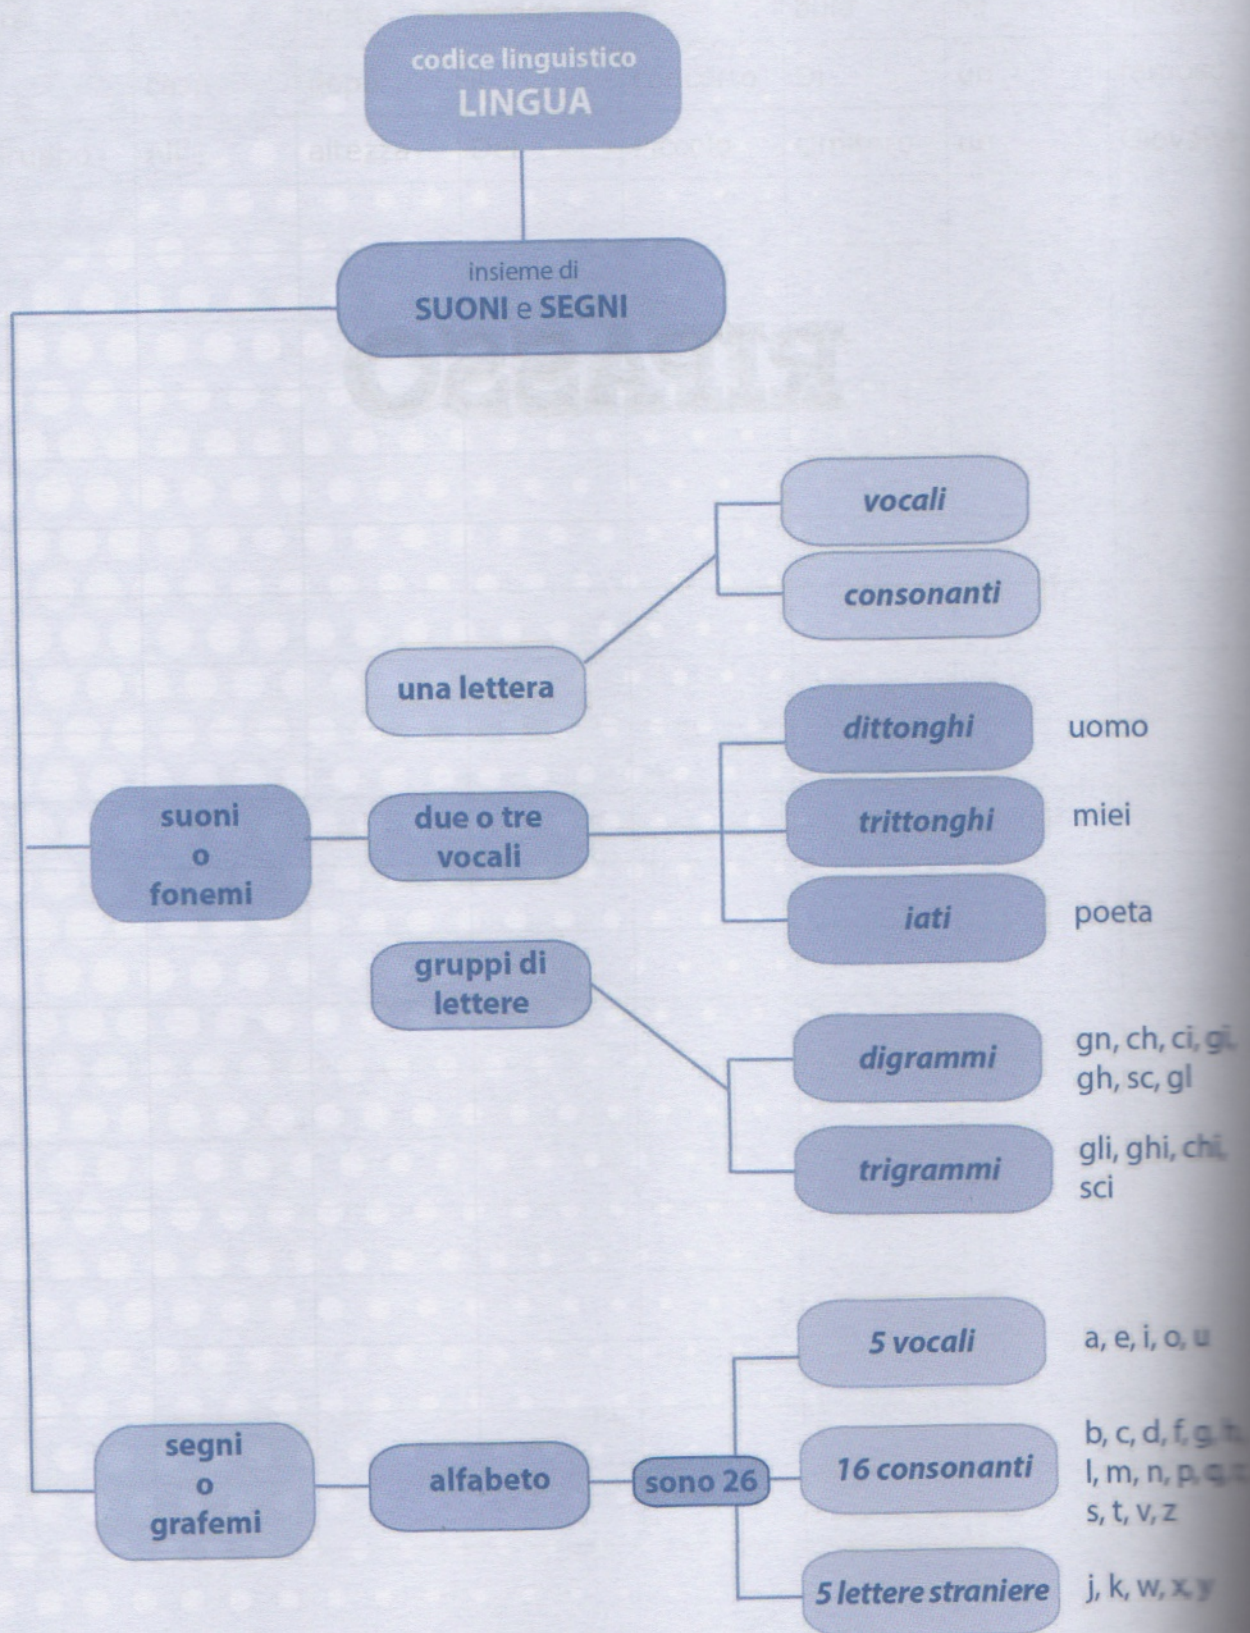 codice linguistico
LINGUA
insieme di
SUONI e SEGNI
vocali
consonanti
una lettera
dittonghi
uomo
suoni
o
fonemi
due o tre
vocali
trittonghi
miei
iati
poeta
gruppi di
lettere
digrammi
gn, ch, ci, gi,
gh, sc, gl
trigrammi
gli, ghi, chi,
sci
5 vocali
a, e, i, o, u
segni
o
grafemi
alfabeto
sono 26
16 consonanti
b, c, d, f, g, h,
l, m, n, p, q, r,
s, t, v, z
5 lettere straniere
j, k, w, x, y